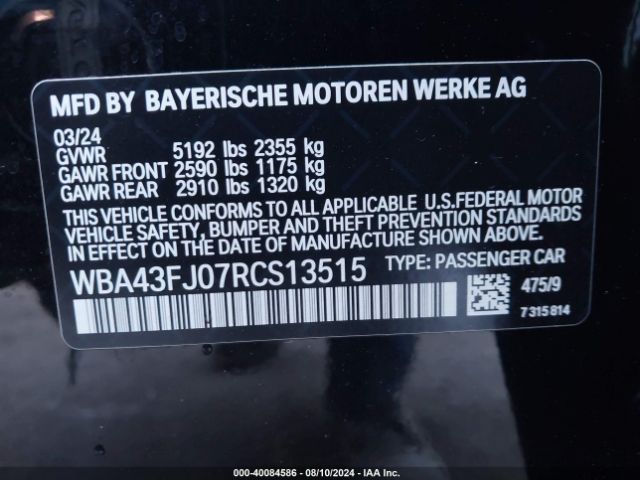 MFD BY BAYERISCHE MOTOREN WERKE AG
03/24
GVWR 5192 lbs 2355 kg
GAWR FRONT 2590 lbs 1175 kg
GAWR REAR 2910 lbs 1320 kg
THIS VEHICLE CONFORMS TO ALL APPLICABLE U.S.FEDERAL MOTOR
VEHICLE SAFETY, BUMPER AND THEFT PREVENTION STANDARDS
IN EFFECT ON THE DATE OF MANUFACTURE SHOWN ABOVE.
WBA43FJ07RCS13515 TYPE: PASSENGER CAR
475/9
7 315 814
000-40084586 - 08/10/2024 - IAA Inc.